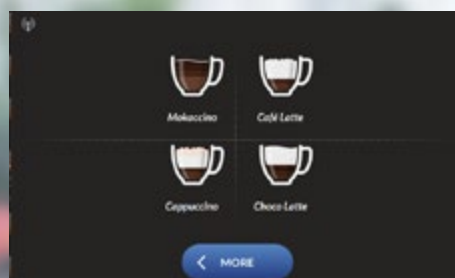 Mokaccino
Café Latte
Cappuccino
Choco Latte
MORE